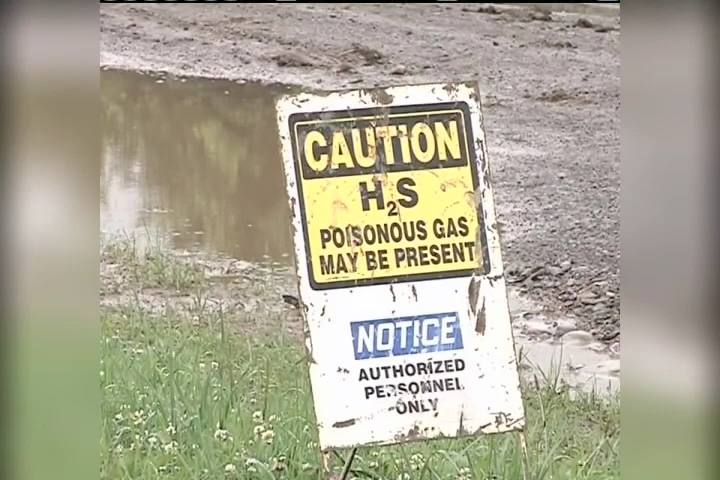 CAUTION
H₂S
POISONOUS GAS
MAY BE PRESENT
NOTICE
AUTHORIZED
PERSONNEL
ONLY